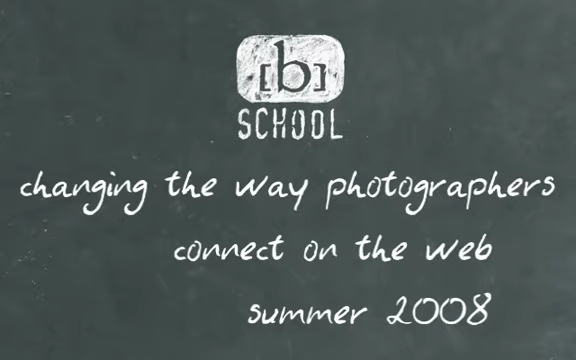 [b]
SCHOOL
changing the way photographers
connect on the web
summer 2008